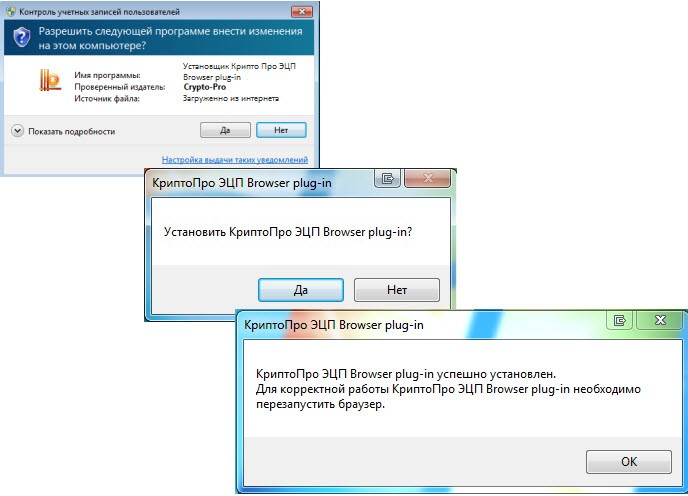 Контроль учетных записей пользователей
Разрешить следующей программе внести изменения
на этом компьютере?
Имя программы: Установщик Крипто Про ЭЦП
Browser plug-in
Проверенный издатель: Crypto-Pro
Источник файла: Загруженно из интернета
Показать подробности
Да
Нет
Настройка выдачи таких уведомлений
КриптоПро ЭЦП Browser plug-in
Установить КриптоПро ЭЦП Browser plug-in?
Да
Нет
КриптоПро ЭЦП Browser plug-in
КриптоПро ЭЦП Browser plug-in успешно установлен.
Для корректной работы КриптоПро ЭЦП Browser plug-in необходимо
перезапустить браузер.
OK